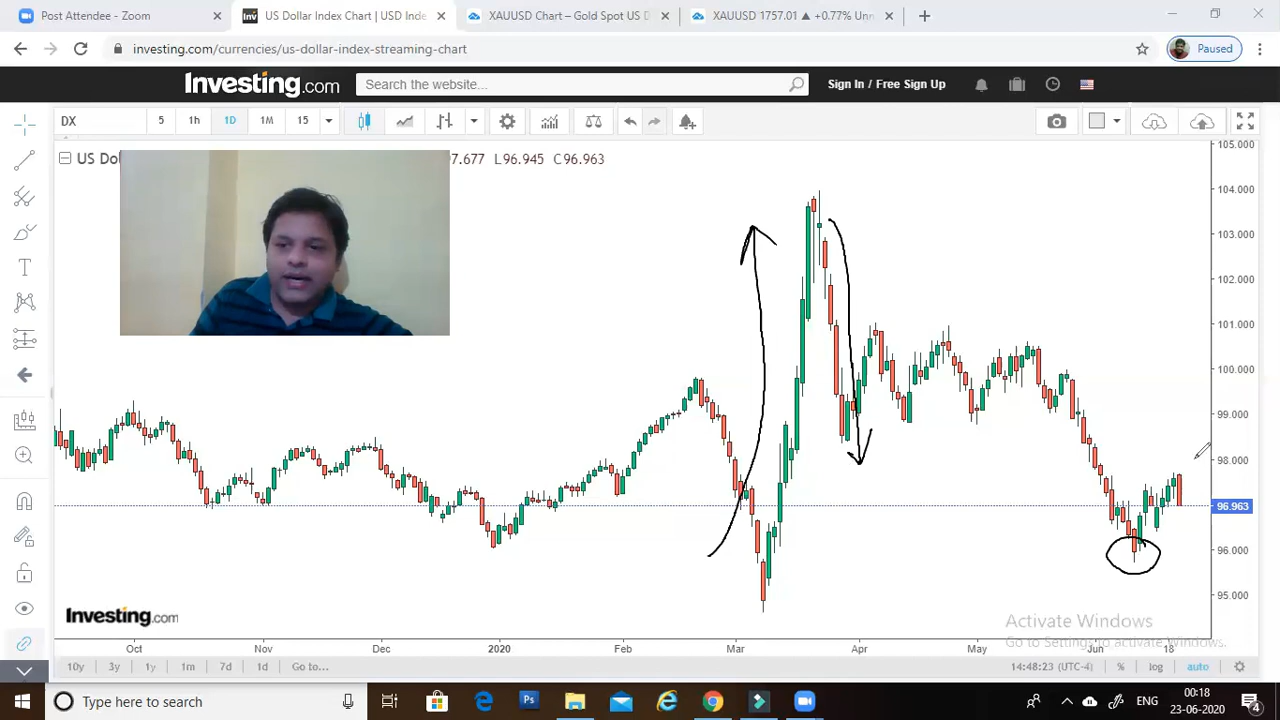 Post Attendee - Zoom
US Dollar Index Chart | USD Inde
XAUUSD Chart – Gold Spot US D
XAUUSD 1757.01 ▲ +0.77% Unn
investing.com/currencies/us-dollar-index-streaming-chart
Paused
Investing.com
Search the website...
Sign In / Free Sign Up
DX
5
1h
1D
1M
15
US Dol
7.677 L96.945 C96.963
105.000
104.000
103.000
102.000
101.000
100.000
99.000
98.000
96.963
96.000
95.000
Investing.com
Activate Windows
Go to Settings to activate Windows.
Oct
Nov
Dec
2020
Feb
Mar
Apr
May
Jun
18
10y
3y
1y
1m
7d
1d
Go to...
14:48:23 (UTC-4)
%
log
auto
Type here to search
ENG
00:18
23-06-2020
4